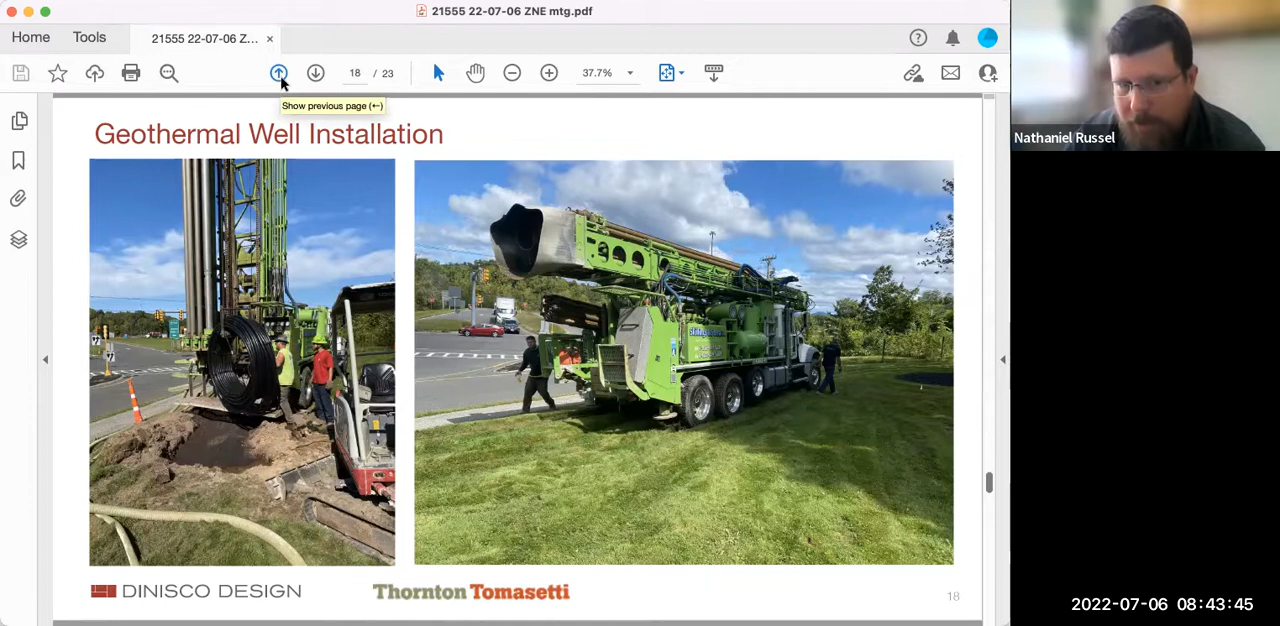 21555 22-07-06 ZNE mtg.pdf
Home Tools 21555 22-07-06 Z... ×
18 / 23 37.7%
Show previous page (←)
Nathaniel Russel
Geothermal Well Installation
DINISCO DESIGN Thornton Tomasetti 18
2022-07-06 08:43:45